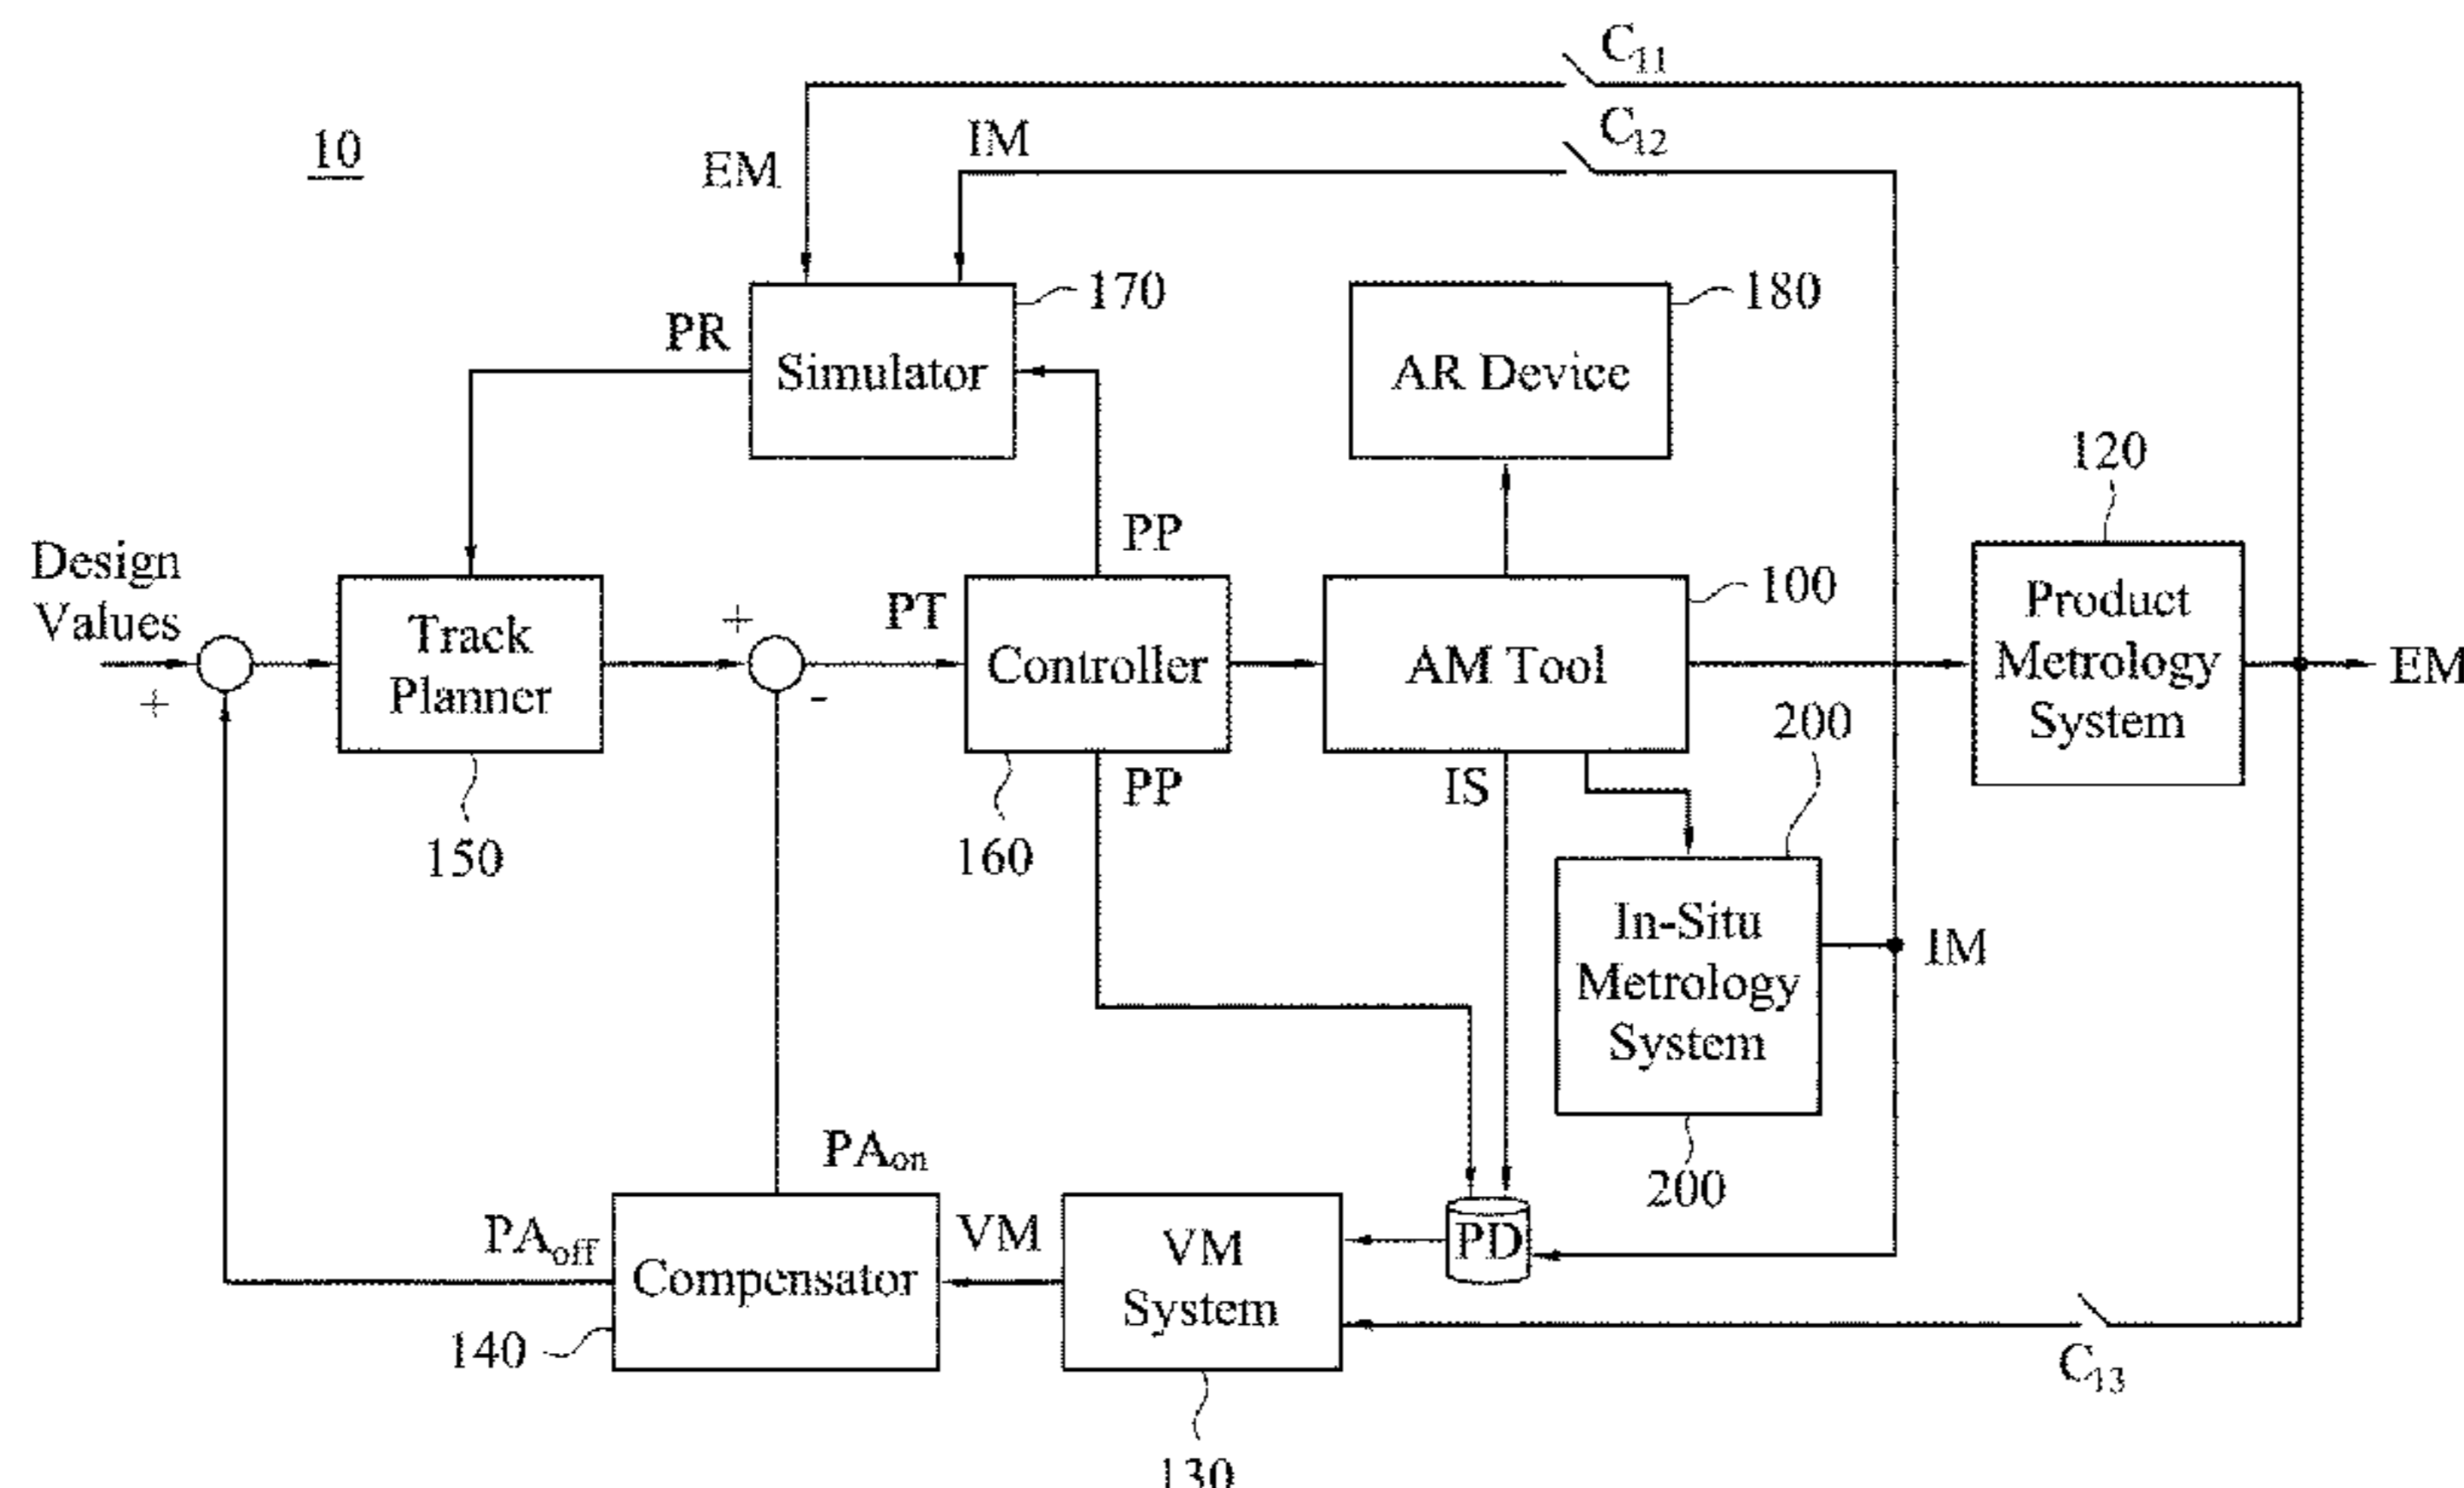 C11
10
IM
C12
EM
170
180
PR
Simulator
AR Device
120
Design
Values
+
Track
Planner
150
+
-
PT
PP
Controller
PP
160
100
AM Tool
IS
200
Product
Metrology
System
EM
In-Situ
Metrology
System
IM
200
PAon
PAoff
Compensator
140
VM
VM
System
130
PD
C13